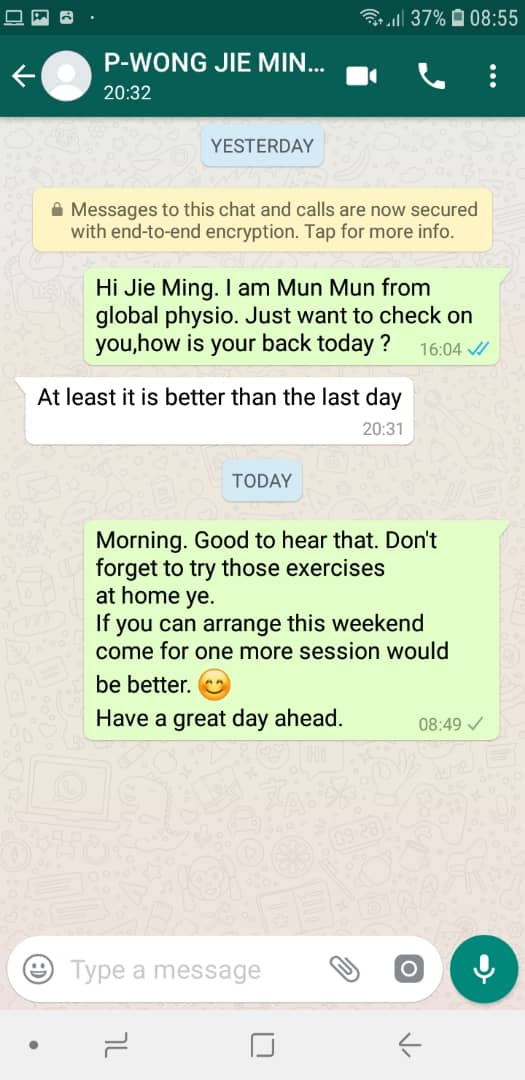 37% 08:55
P-WONG JIE MIN...
20:32
YESTERDAY
Messages to this chat and calls are now secured
with end-to-end encryption. Tap for more info.
Hi Jie Ming. I am Mun Mun from
global physio. Just want to check on
you,how is your back today ? 16:04
At least it is better than the last day
20:31
TODAY
Morning. Good to hear that. Don't
forget to try those exercises
at home ye.
If you can arrange this weekend
come for one more session would
be better. 😊
Have a great day ahead. 08:49
Type a message